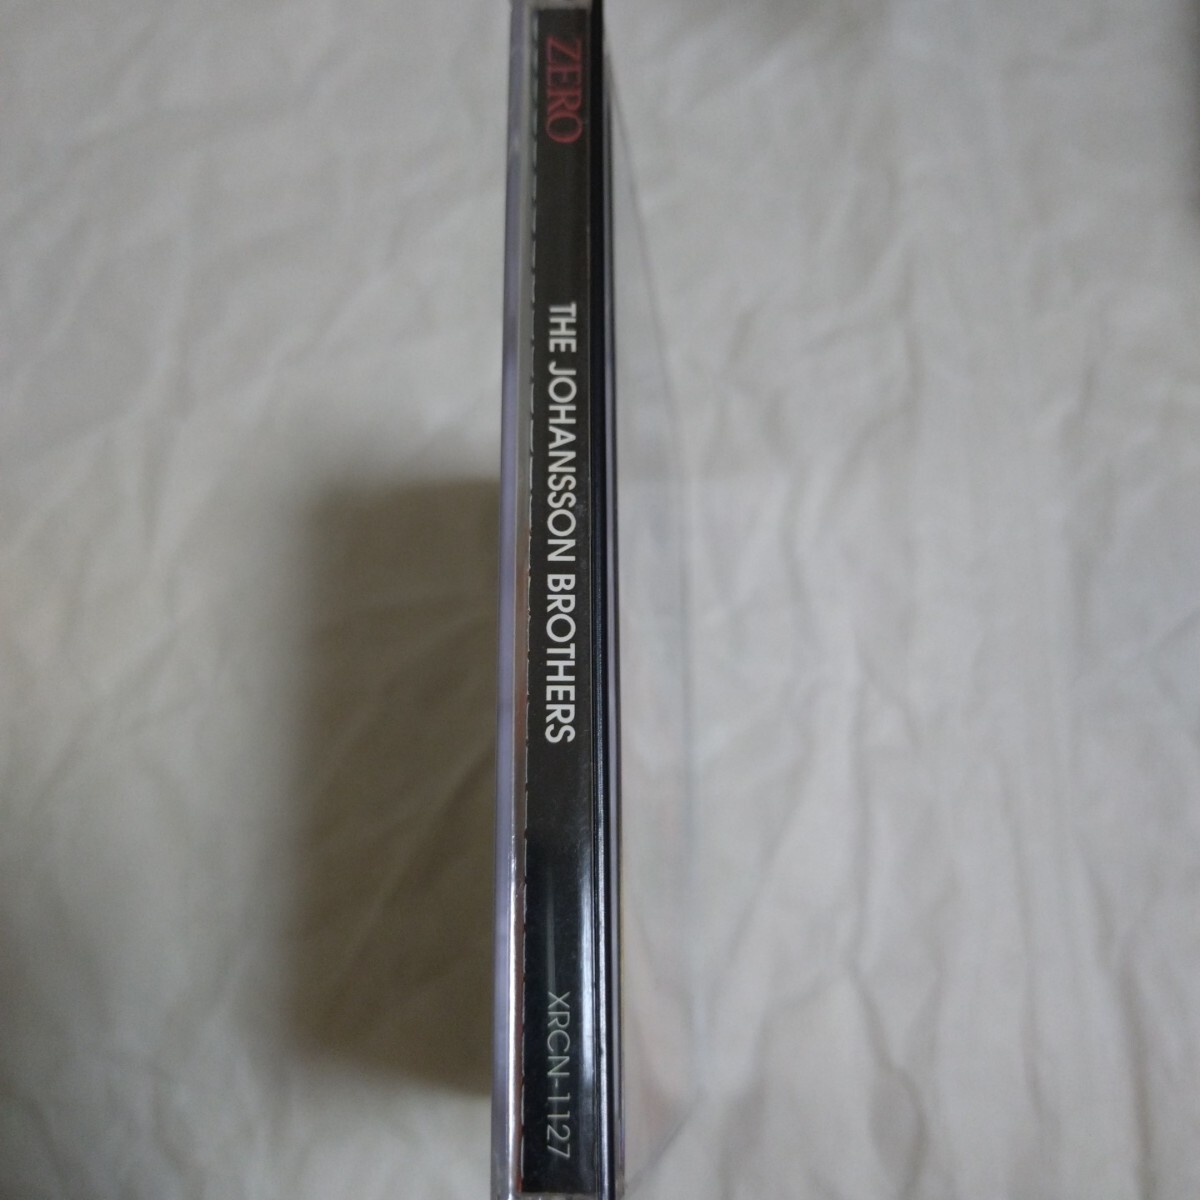 ZERO
THE JOHANSSON BROTHERS
XRCN-1127